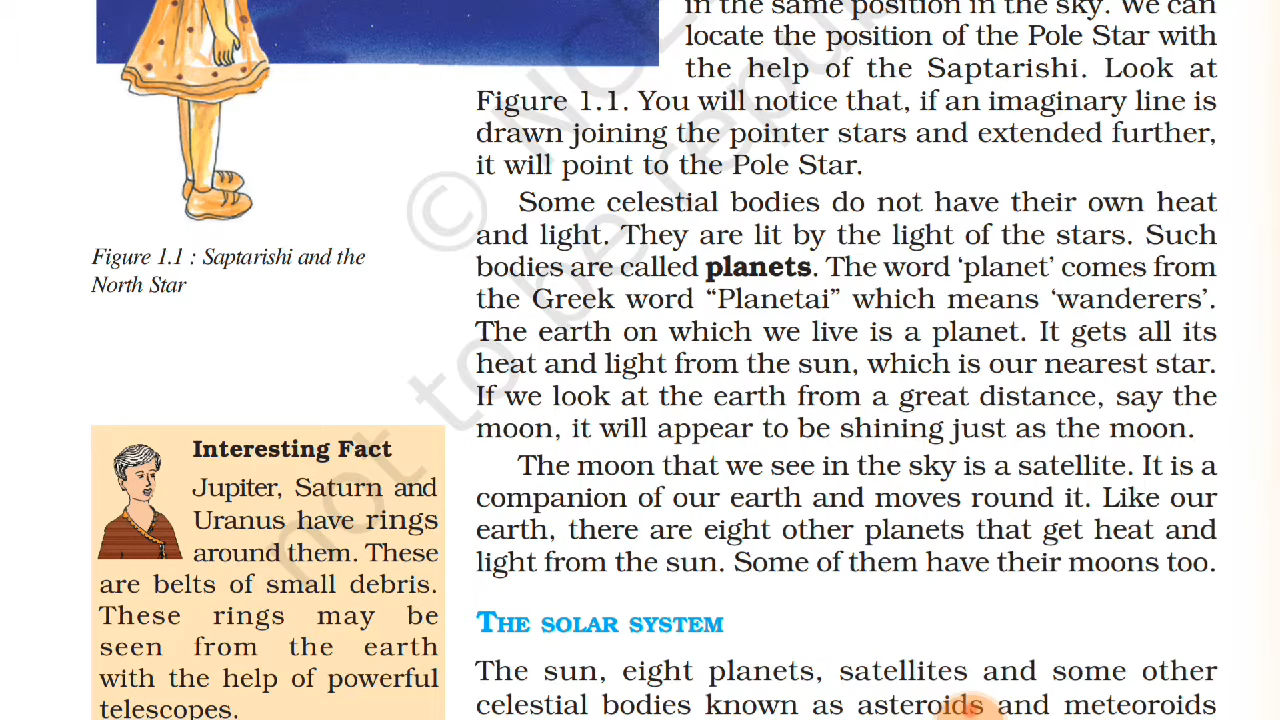 in the same position in the sky. We can
locate the position of the Pole Star with
the help of the Saptarishi. Look at
Figure 1.1. You will notice that, if an imaginary line is
drawn joining the pointer stars and extended further,
it will point to the Pole Star.
Some celestial bodies do not have their own heat
and light. They are lit by the light of the stars. Such
bodies are called planets. The word ‘planet’ comes from
the Greek word “Planetai” which means ‘wanderers’.
The earth on which we live is a planet. It gets all its
heat and light from the sun, which is our nearest star.
If we look at the earth from a great distance, say the
moon, it will appear to be shining just as the moon.
The moon that we see in the sky is a satellite. It is a
companion of our earth and moves round it. Like our
earth, there are eight other planets that get heat and
light from the sun. Some of them have their moons too.
THE SOLAR SYSTEM
The sun, eight planets, satellites and some other
celestial bodies known as asteroids and meteoroids
Figure 1.1 : Saptarishi and the
North Star
Interesting Fact
Jupiter, Saturn and
Uranus have rings
around them. These
are belts of small debris.
These rings may be
seen from the earth
with the help of powerful
telescopes.
not to be